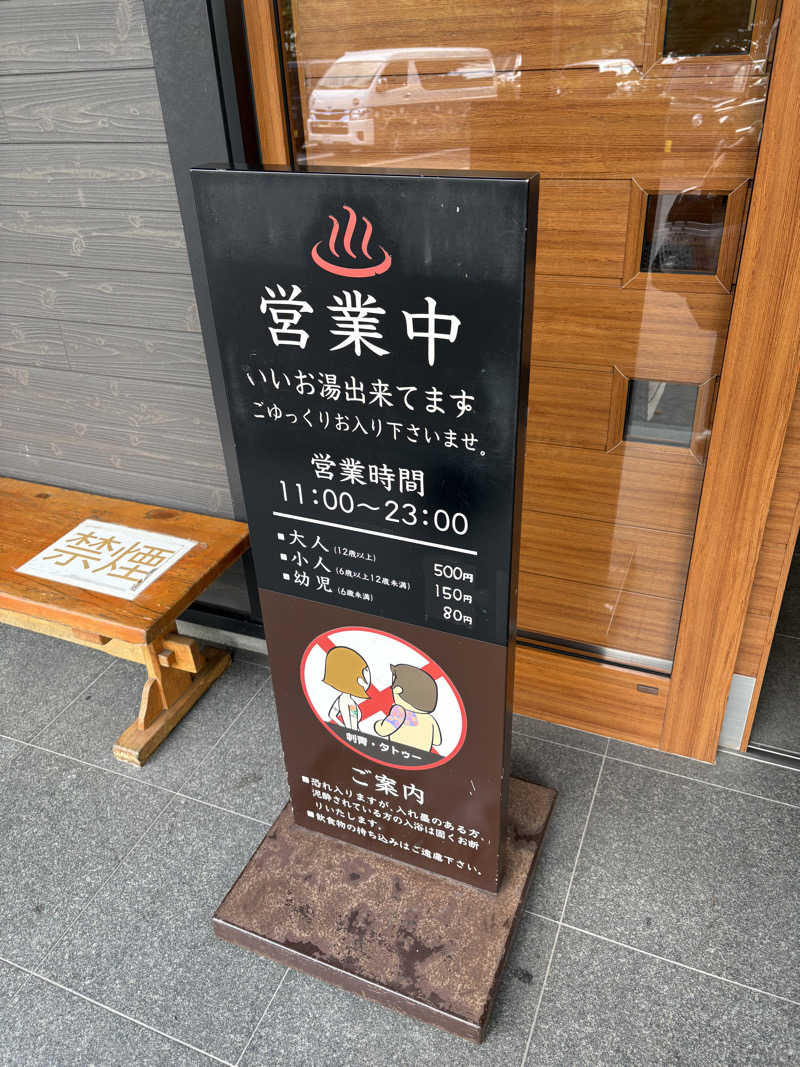 営業中
いいお湯出来てます
ごゆっくりお入り下さいませ。
営業時間
11:00～23:00
■大人(12歳以上) 500円
■小人(6歳以上12歳未満) 150円
■幼児(6歳未満) 80円
刺青・タトゥー
ご案内
■恐れ入りますが、入れ墨のある方、
泥酔されている方の入浴は固くお断
りいたします。
■飲食物の持ち込みはご遠慮下さい。
禁煙